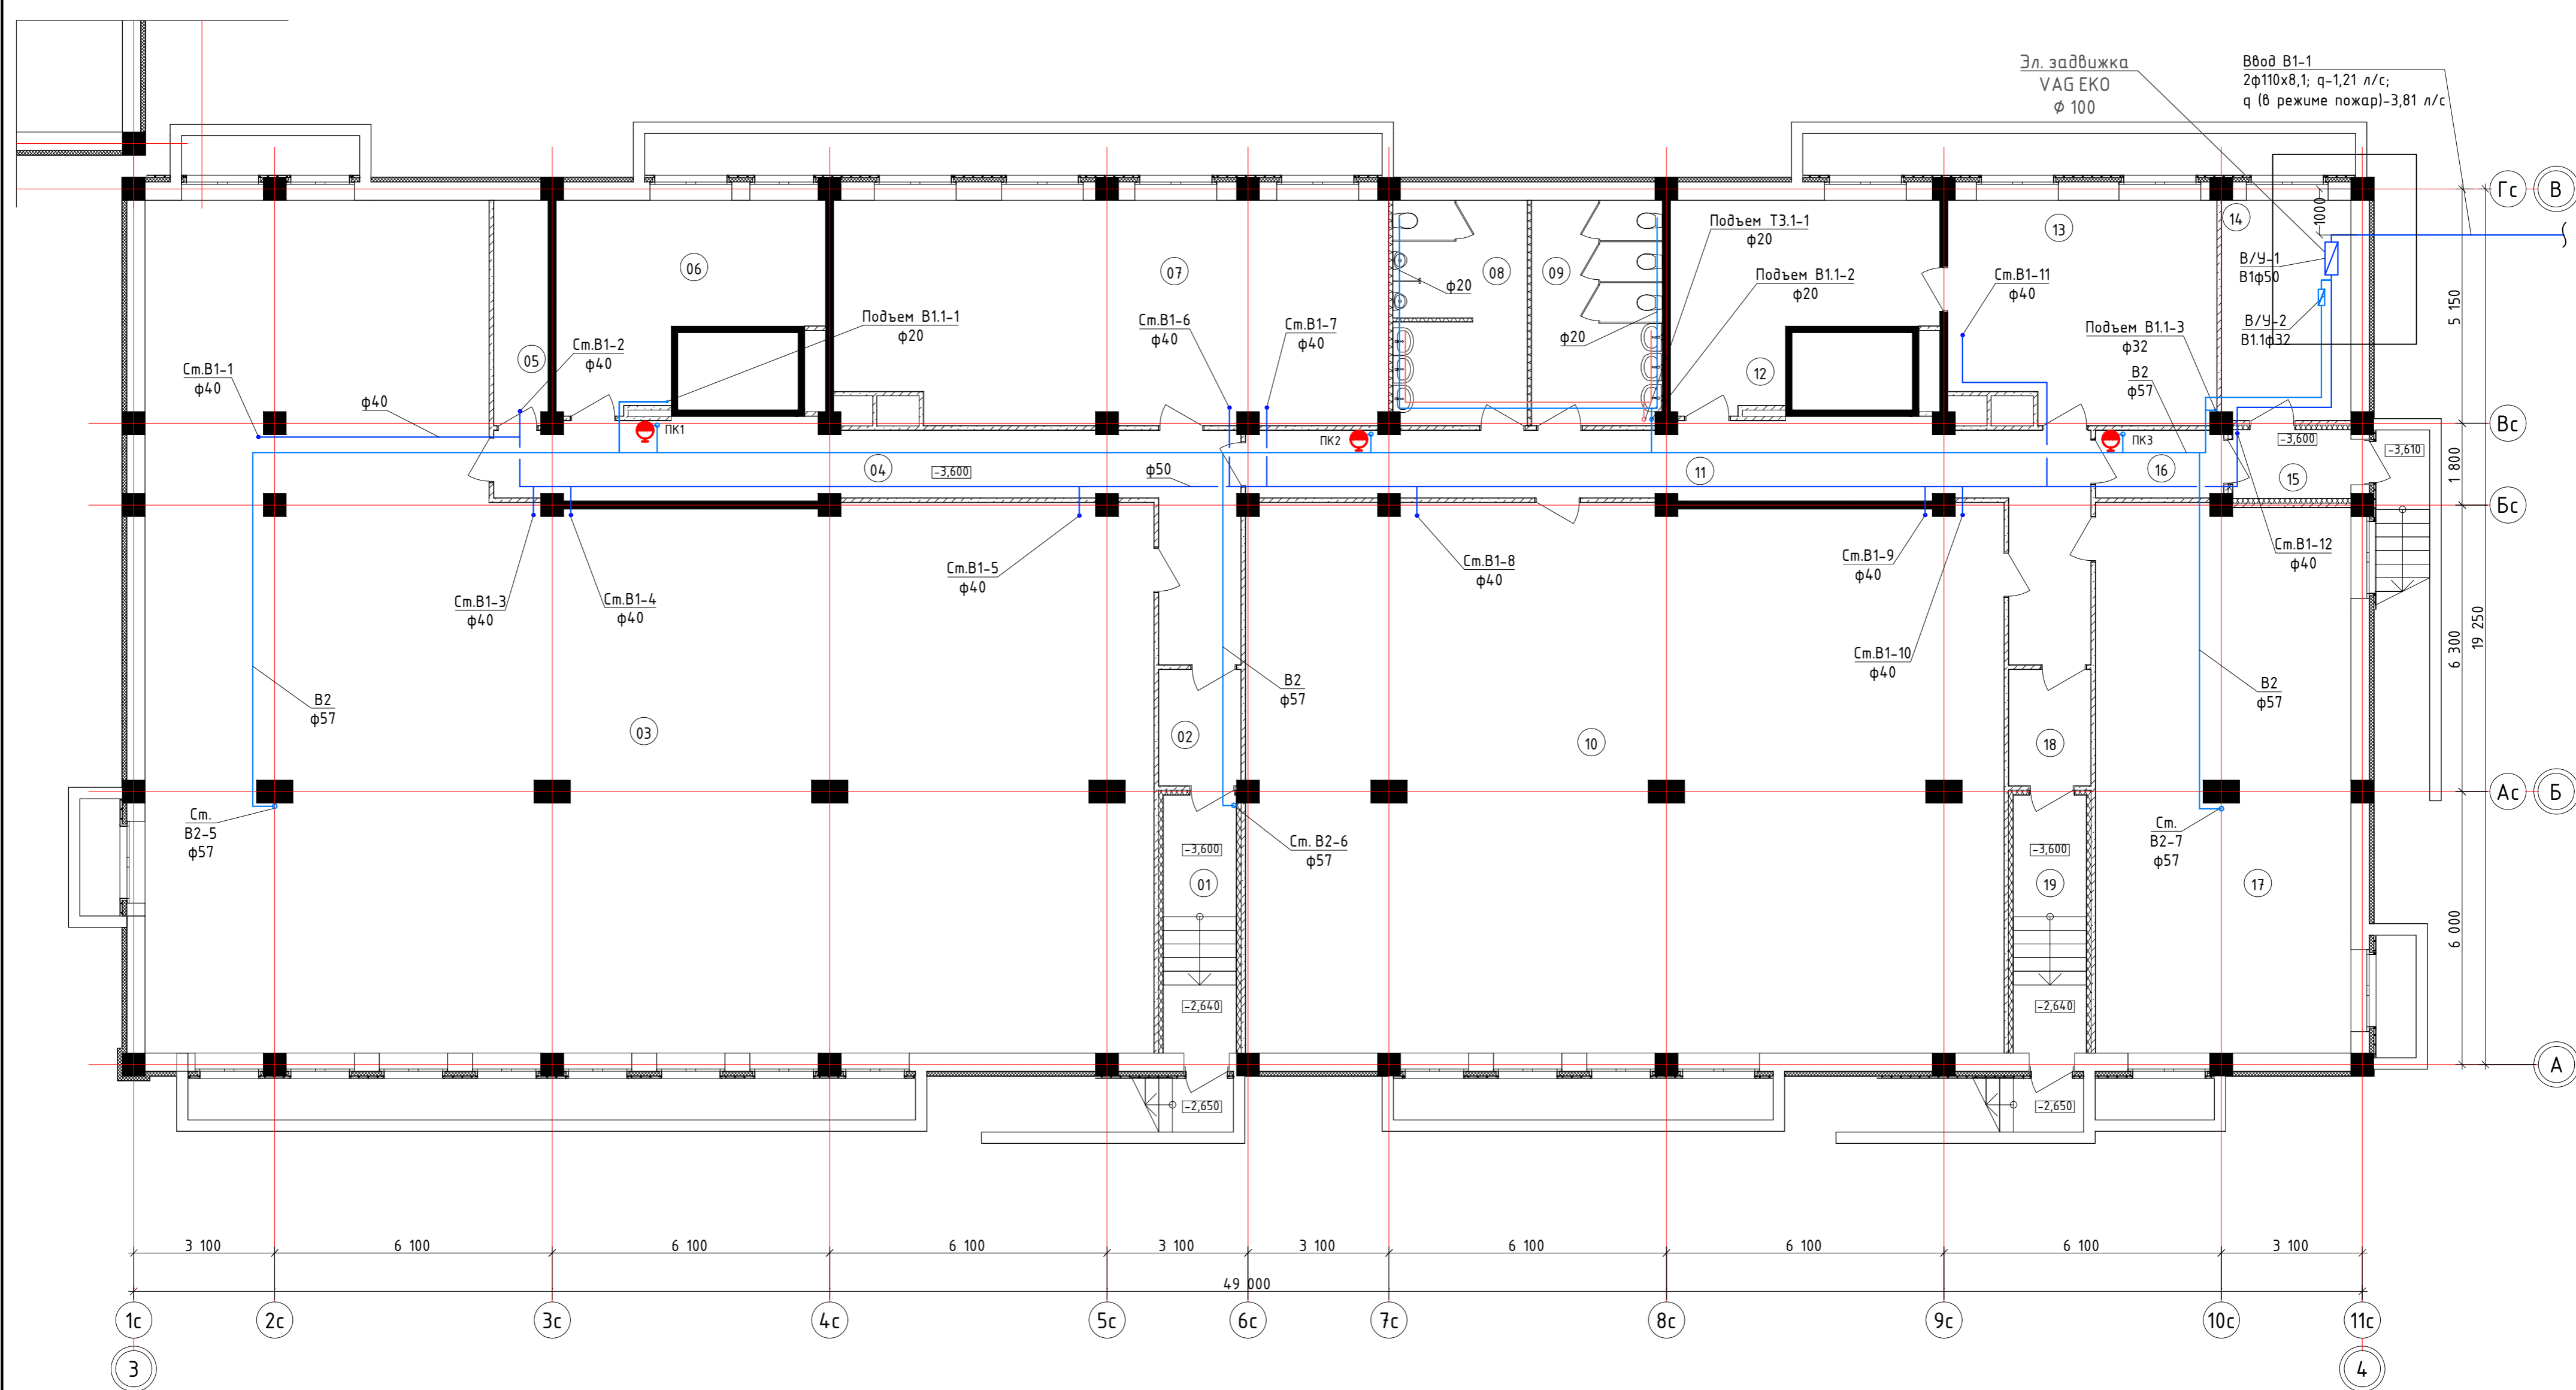 Эл. задвижка
VAG EKO
Ø 100
Ввод В1-1
2ф110х8,1; q-1,21 л/с;
q (в режиме пожар)-3,81 л/с
Гс
В
1000
14
13
Подъем Т3.1-1
ф20
Подъем В1.1-2
ф20
Ст.В1-11
ф40
В/У-1
В1ф50
В/У-2
В1.1ф32
5 150
06
07
08
09
ф20
ф20
Подъем В1.1-1
ф20
Ст.В1-6
ф40
Ст.В1-7
ф40
Подъем В1.1-3
ф32
В2
ф57
Ст.В1-1
ф40
ф40
05
Ст.В1-2
ф40
12
ПК1
ПК2
ПК3
Вс
-3,600
-3,610
04
-3,600
ф50
11
16
15
1 800
Бс
Ст.В1-3
ф40
Ст.В1-4
ф40
Ст.В1-5
ф40
Ст.В1-8
ф40
Ст.В1-9
ф40
Ст.В1-10
ф40
Ст.В1-12
ф40
6 300
19 250
В2
ф57
В2
ф57
В2
ф57
03
02
10
18
Ас
Б
Ст.
В2-5
ф57
Ст. В2-6
ф57
Ст.
В2-7
ф57
-3,600
01
-3,600
19
17
6 000
-2,640
-2,640
А
-2,650
-2,650
3 100
6 100
6 100
6 100
3 100
3 100
6 100
6 100
6 100
3 100
49 000
1с
2с
3с
4с
5с
6с
7с
8с
9с
10с
11с
3
4